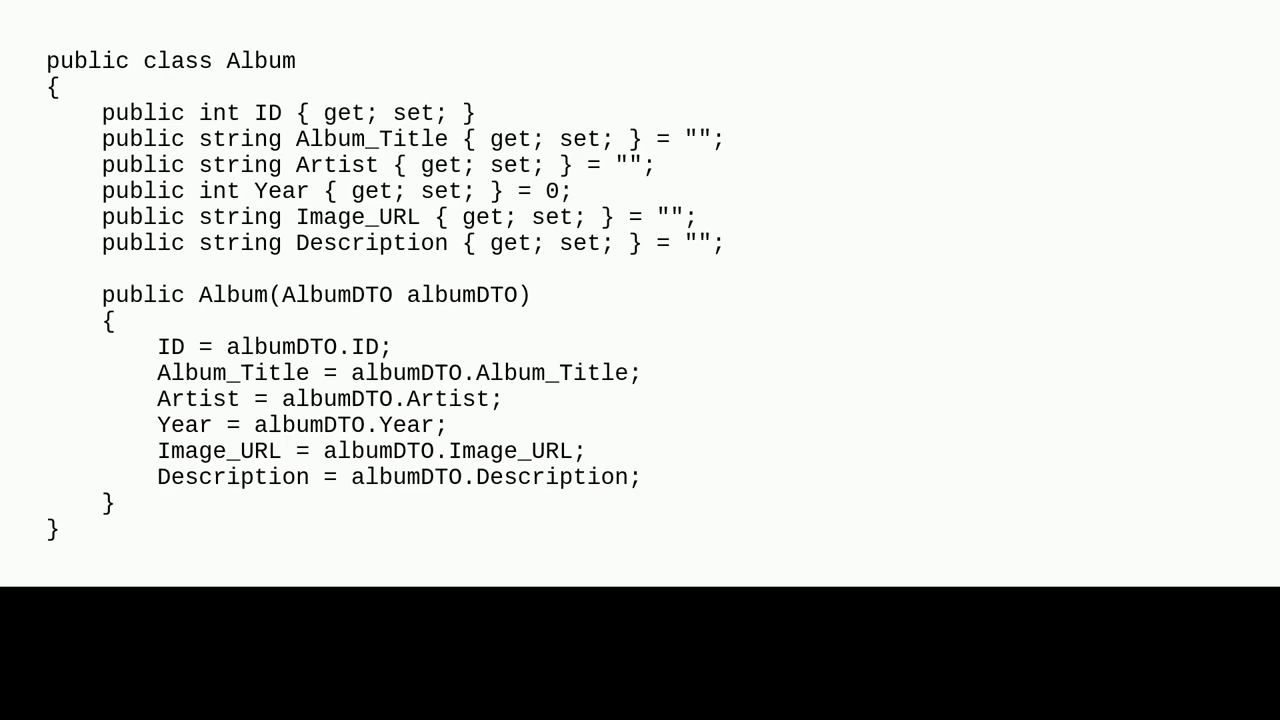 public class Album
{
    public int ID { get; set; }
    public string Album_Title { get; set; } = "";
    public string Artist { get; set; } = "";
    public int Year { get; set; } = 0;
    public string Image_URL { get; set; } = "";
    public string Description { get; set; } = "";

    public Album(AlbumDTO albumDTO)
    {
        ID = albumDTO.ID;
        Album_Title = albumDTO.Album_Title;
        Artist = albumDTO.Artist;
        Year = albumDTO.Year;
        Image_URL = albumDTO.Image_URL;
        Description = albumDTO.Description;
    }
}